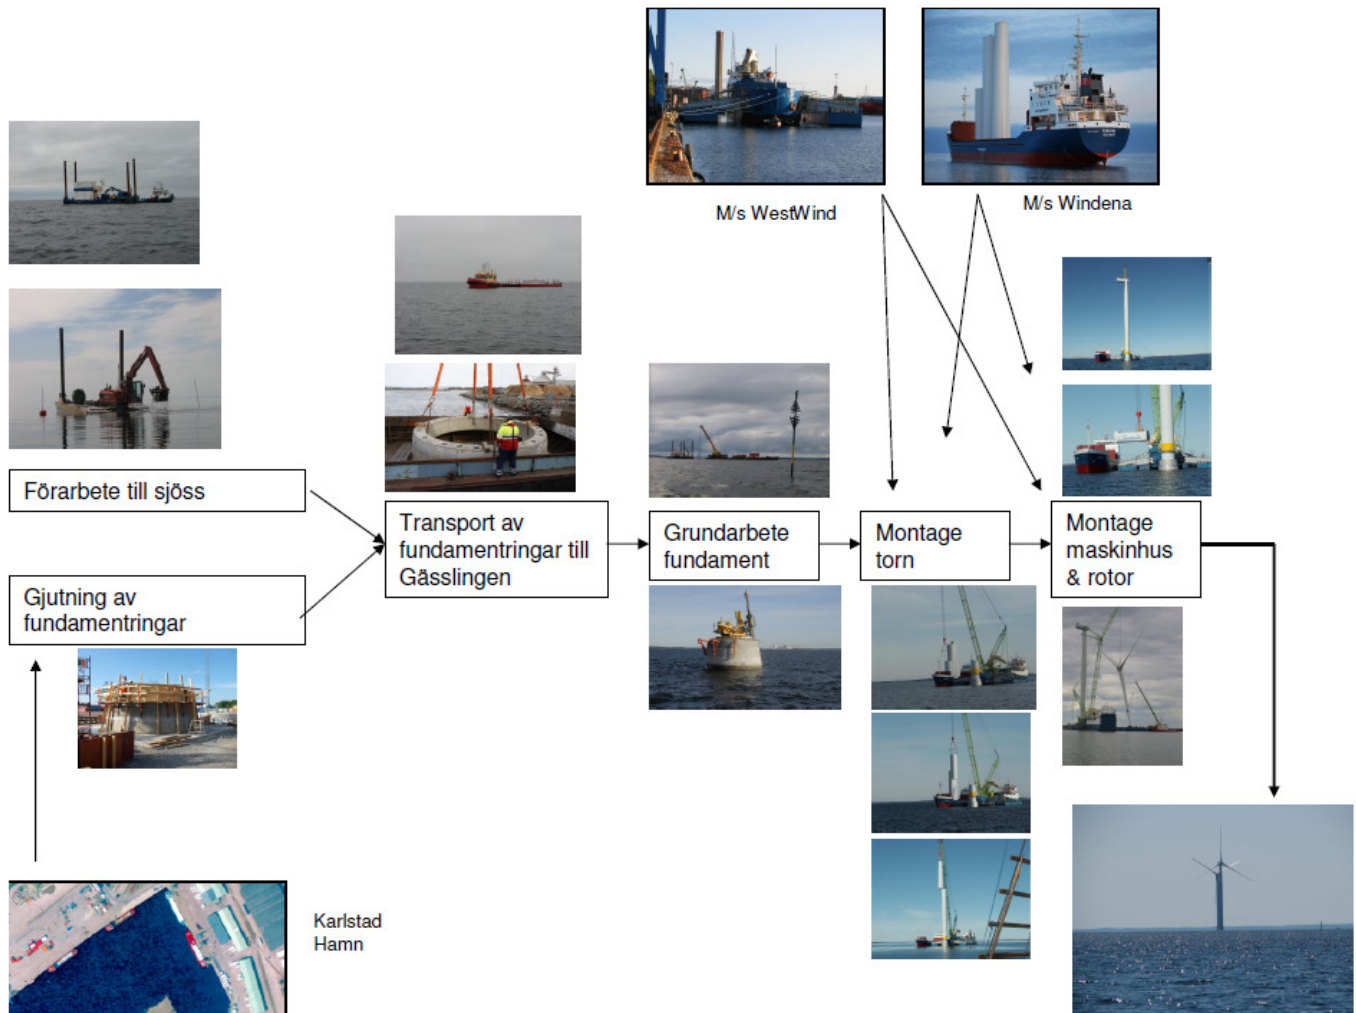 M/s WestWind
M/s Windena
Förarbete till sjöss
Gjutning av
fundamentringar
Transport av
fundamentringar till
Gässlingen
Grundarbete
fundament
Montage
torn
Montage
maskinhus
& rotor
Karlstad
Hamn